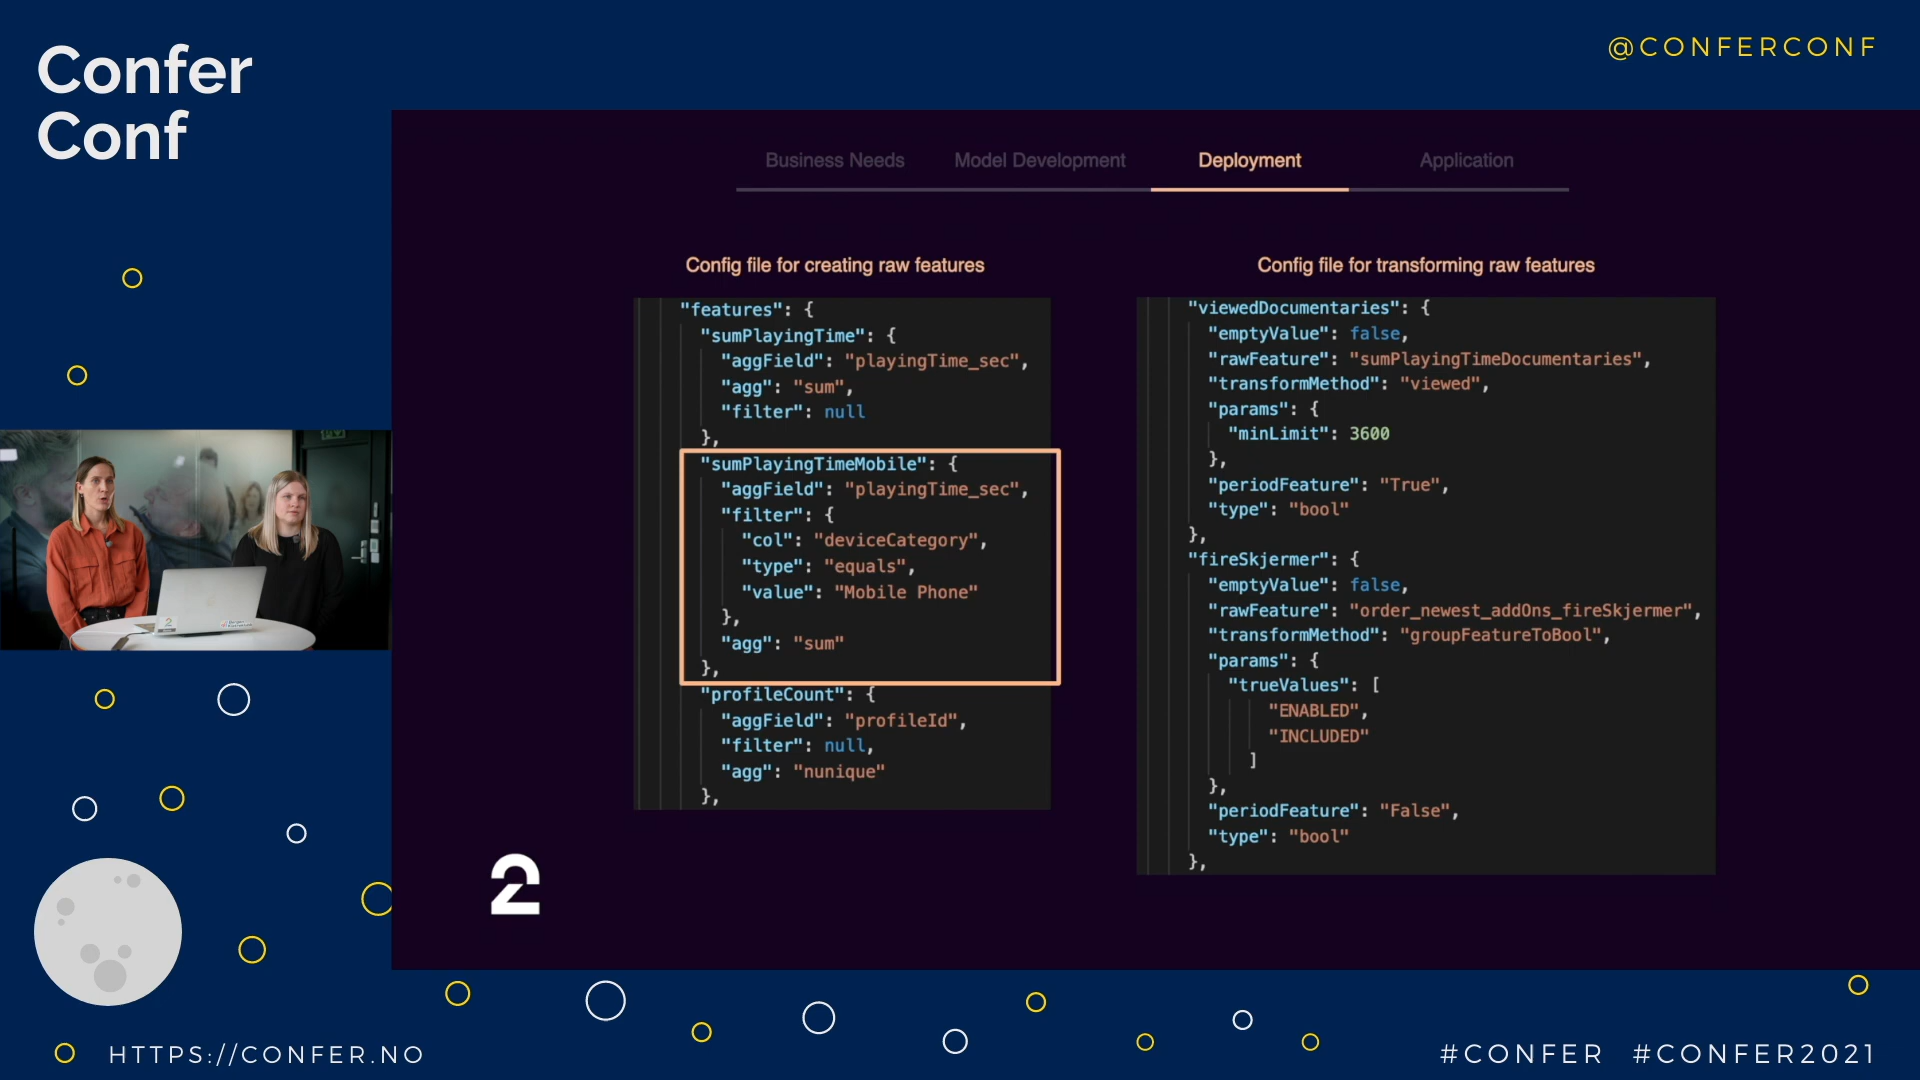 Confer
Conf
@CONFERCONF
Business Needs Model Development Deployment Application
Config file for creating raw features
"features": {
"sumPlayingTime": {
"aggField": "playingTime_sec",
"agg": "sum",
"filter": null
},
"sumPlayingTimeMobile": {
"aggField": "playingTime_sec",
"filter": {
"col": "deviceCategory",
"type": "equals",
"value": "Mobile Phone"
},
"agg": "sum"
},
"profileCount": {
"aggField": "profileId",
"filter": null,
"agg": "nunique"
},
Config file for transforming raw features
"viewedDocumentaries": {
"emptyValue": false,
"rawFeature": "sumPlayingTimeDocumentaries",
"transformMethod": "viewed",
"params": {
"minLimit": 3600
},
"periodFeature": "True",
"type": "bool"
},
"fireSkjermer": {
"emptyValue": false,
"rawFeature": "order_newest_addOns_fireSkjermer",
"transformMethod": "groupFeatureToBool",
"params": {
"trueValues": [
"ENABLED",
"INCLUDED"
]
},
"periodFeature": "False",
"type": "bool"
},
2
HTTPS://CONFER.NO
#CONFER #CONFER2021